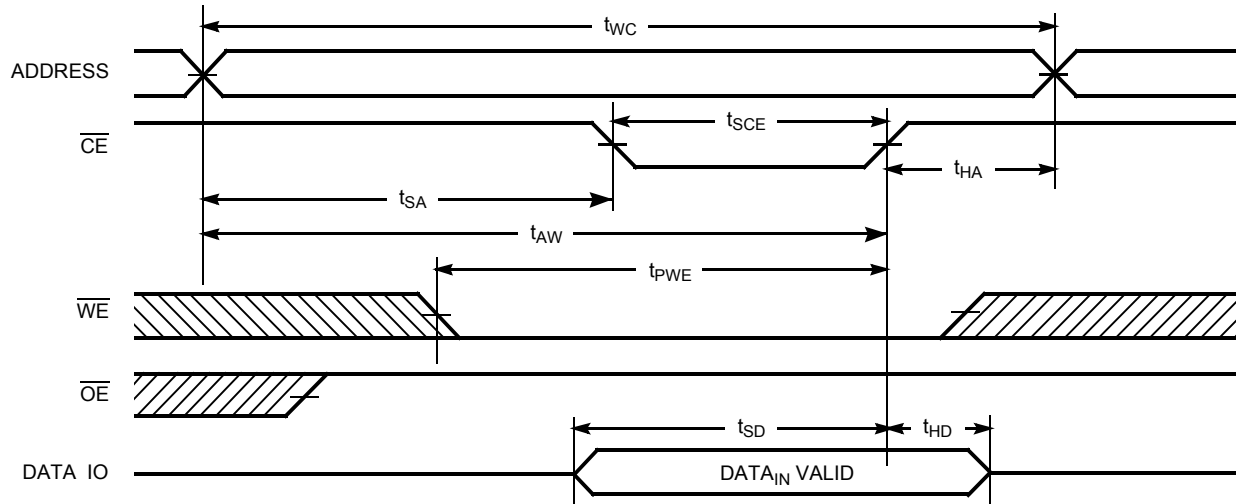 tWC
ADDRESS
CE
tSCE
tHA
tSA
tAW
tPWE
WE
OE
tSD
tHD
DATA IO
DATAIN VALID